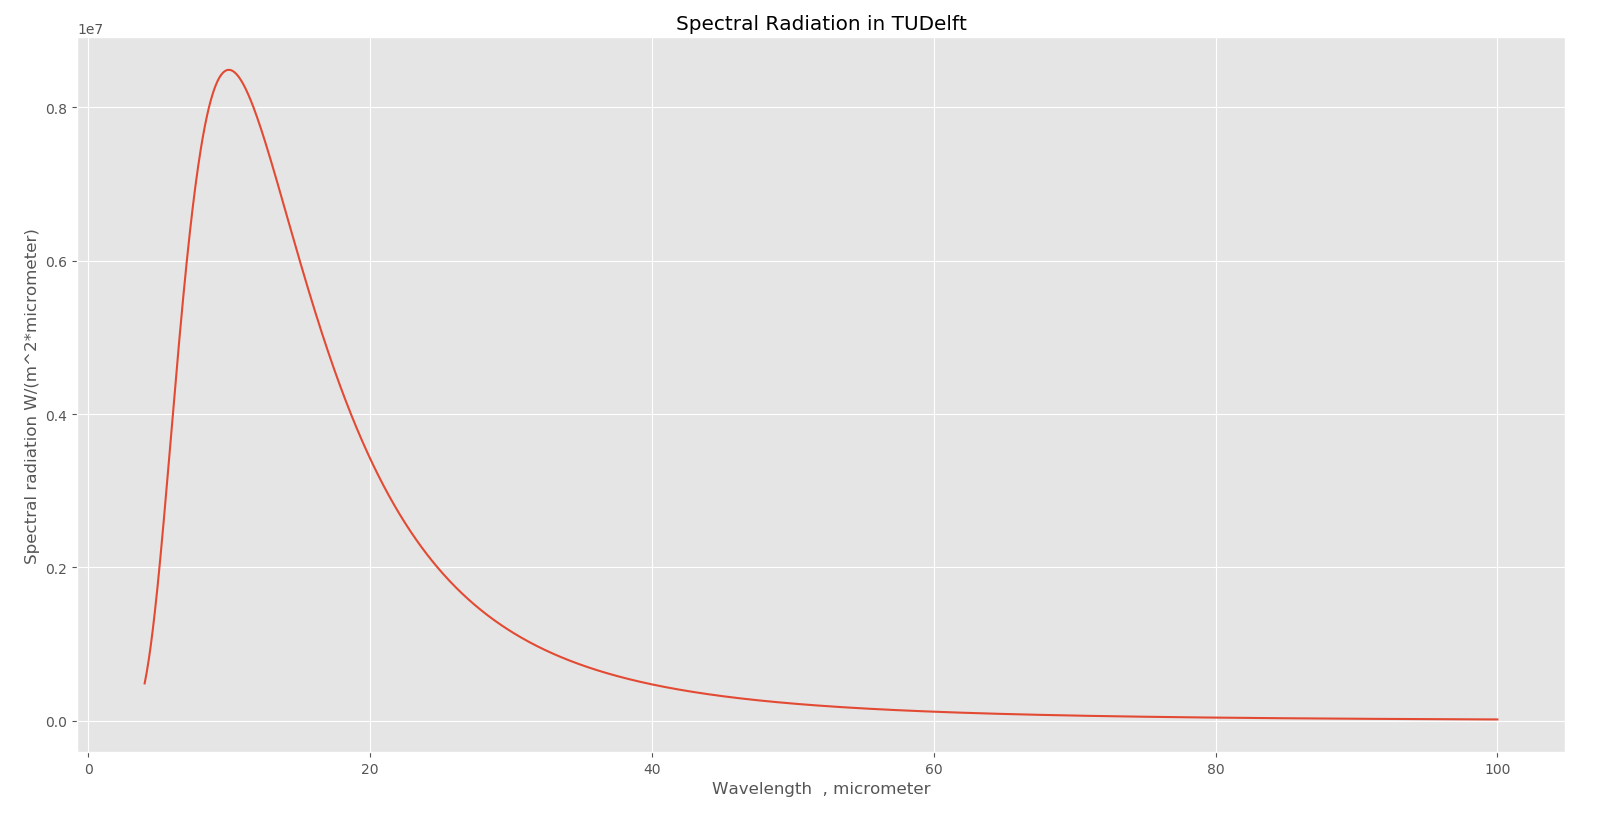 Spectral Radiation in TUDelft
1e7
0.8
0.6
0.4
0.2
0.0
Spectral radiation W/(m^2*micrometer)
0 20 40 60 80 100
Wavelength , micrometer